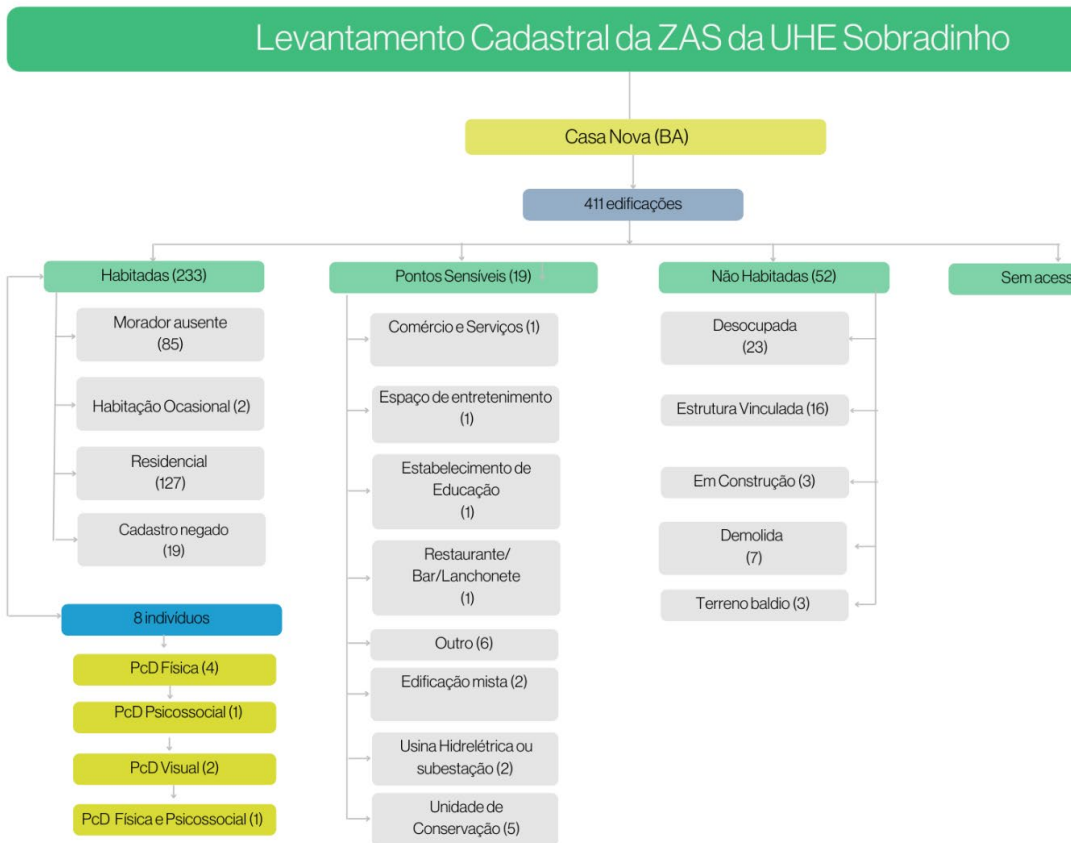 Levantamento Cadastral da ZAS da UHE Sobradinho
Casa Nova (BA)
411 edificações
Habitadas (233)
Morador ausente
(85)
Habitação Ocasional (2)
Residencial
(127)
Cadastro negado
(19)
8 indivíduos
PcD Física (4)
PcD Psicossocial (1)
PcD Visual (2)
PcD Física e Psicossocial (1)
Pontos Sensíveis (19)
Comércio e Serviços (1)
Espaço de entretenimento
(1)
Estabelecimento de
Educação
(1)
Restaurante/
Bar/Lanchonete
(1)
Outro (6)
Edificação mista (2)
Usina Hidrelétrica ou
subestação (2)
Unidade de
Conservação (5)
Não Habitadas (52)
Desocupada
(23)
Estrutura Vinculada (16)
Em Construção (3)
Demolida
(7)
Terreno baldio (3)
Sem acess